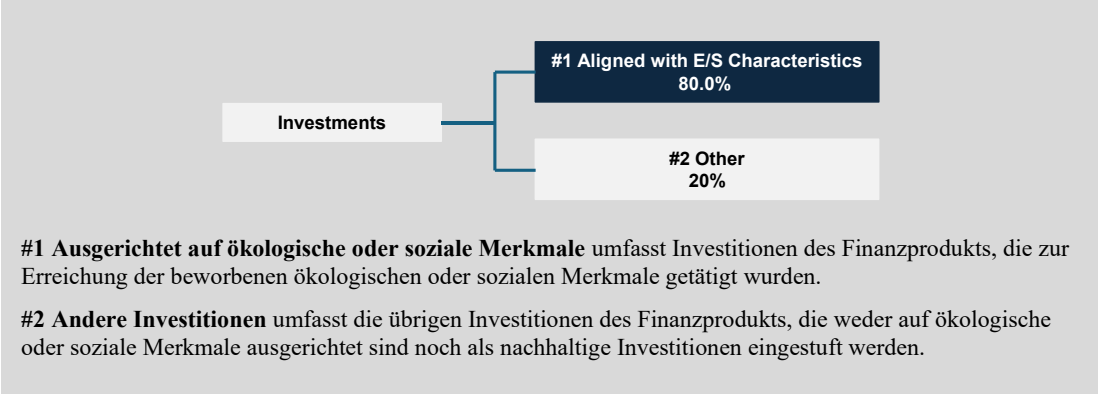 #1 Aligned with E/S Characteristics
80.0%
Investments
#2 Other
20%
#1 Ausgerichtet auf ökologische oder soziale Merkmale umfasst Investitionen des Finanzprodukts, die zur
Erreichung der beworbenen ökologischen oder sozialen Merkmale getätigt wurden.
#2 Andere Investitionen umfasst die übrigen Investitionen des Finanzprodukts, die weder auf ökologische
oder soziale Merkmale ausgerichtet sind noch als nachhaltige Investitionen eingestuft werden.